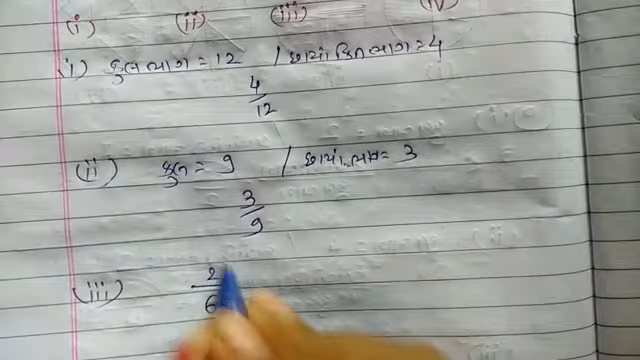 (i) (ii) (iii) (iv)
(i) કુલ ભાગ = 12 / છાયાંકિત ભાગ = 4
4/12
(ii) કુલ = 9 / છાયાં. ભાગ = 3
3/9
(iii) 2/6